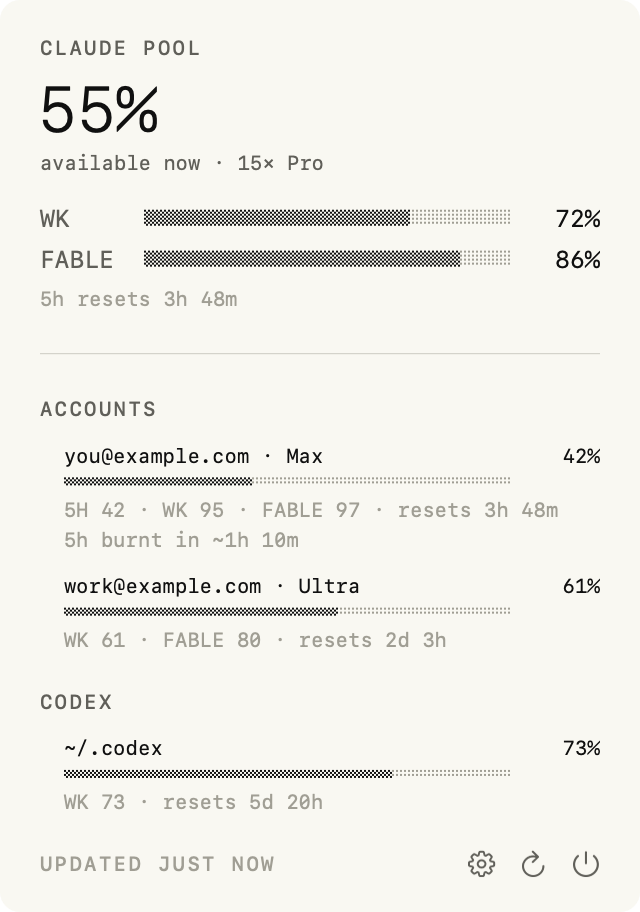 CLAUDE POOL
55%
available now · 15× Pro
WK 72%
FABLE 86%
5h resets 3h 48m
ACCOUNTS
you@example.com · Max 42%
5H 42 · WK 95 · FABLE 97 · resets 3h 48m
5h burnt in ~1h 10m
work@example.com · Ultra 61%
WK 61 · FABLE 80 · resets 2d 3h
CODEX
~/.codex 73%
WK 73 · resets 5d 20h
UPDATED JUST NOW